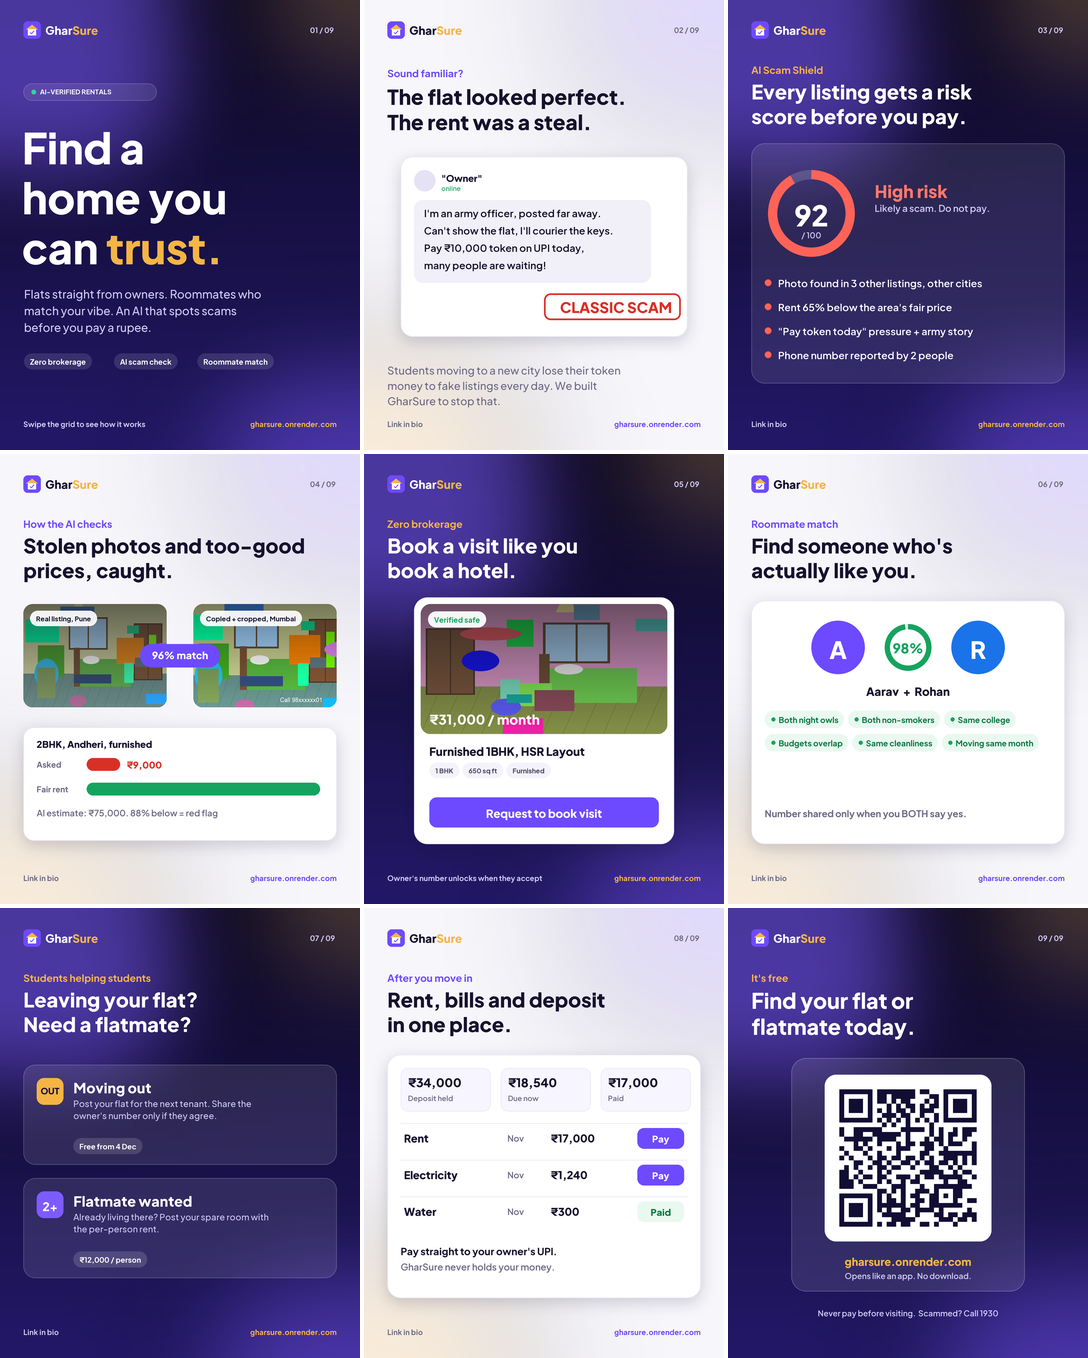 GharSure
01 / 09
AI-VERIFIED RENTALS
Find a
home you
can trust.
Flats straight from owners. Roommates who
match your vibe. An AI that spots scams
before you pay a rupee.
Zero brokerage
AI scam check
Roommate match
Swipe the grid to see how it works
gharsure.onrender.com
GharSure
02 / 09
Sound familiar?
The flat looked perfect.
The rent was a steal.
"Owner"
online
I'm an army officer, posted far away.
Can't show the flat, I'll courier the keys.
Pay ₹10,000 token on UPI today,
many people are waiting!
CLASSIC SCAM
Students moving to a new city lose their token
money to fake listings every day. We built
GharSure to stop that.
Link in bio
gharsure.onrender.com
GharSure
03 / 09
AI Scam Shield
Every listing gets a risk
score before you pay.
92
/ 100
High risk
Likely a scam. Do not pay.
Photo found in 3 other listings, other cities
Rent 65% below the area's fair price
"Pay token today" pressure + army story
Phone number reported by 2 people
Link in bio
gharsure.onrender.com
GharSure
04 / 09
How the AI checks
Stolen photos and too-good
prices, caught.
Real listing, Pune
Copied + cropped, Mumbai
96% match
Call 98xxxxxx01
2BHK, Andheri, furnished
Asked
₹9,000
Fair rent
AI estimate: ₹75,000. 88% below = red flag
Link in bio
gharsure.onrender.com
GharSure
05 / 09
Zero brokerage
Book a visit like you
book a hotel.
Verified safe
₹31,000 / month
Furnished 1BHK, HSR Layout
1 BHK
650 sq ft
Furnished
Request to book visit
Owner's number unlocks when they accept
gharsure.onrender.com
GharSure
06 / 09
Roommate match
Find someone who's
actually like you.
A
98%
R
Aarav + Rohan
Both night owls
Both non-smokers
Same college
Budgets overlap
Same cleanliness
Moving same month
Number shared only when you BOTH say yes.
Link in bio
gharsure.onrender.com
GharSure
07 / 09
Students helping students
Leaving your flat?
Need a flatmate?
OUT
Moving out
Post your flat for the next tenant. Share the
owner's number only if they agree.
Free from 4 Dec
2+
Flatmate wanted
Already living there? Post your spare room with
the per-person rent.
₹12,000 / person
Link in bio
gharsure.onrender.com
GharSure
08 / 09
After you move in
Rent, bills and deposit
in one place.
₹34,000
Deposit held
₹18,540
Due now
₹17,000
Paid
Rent
Nov
₹17,000
Pay
Electricity
Nov
₹1,240
Pay
Water
Nov
₹300
Paid
Pay straight to your owner's UPI.
GharSure never holds your money.
Link in bio
gharsure.onrender.com
GharSure
09 / 09
It's free
Find your flat or
flatmate today.
gharsure.onrender.com
Opens like an app. No download.
Never pay before visiting. Scammed? Call 1930